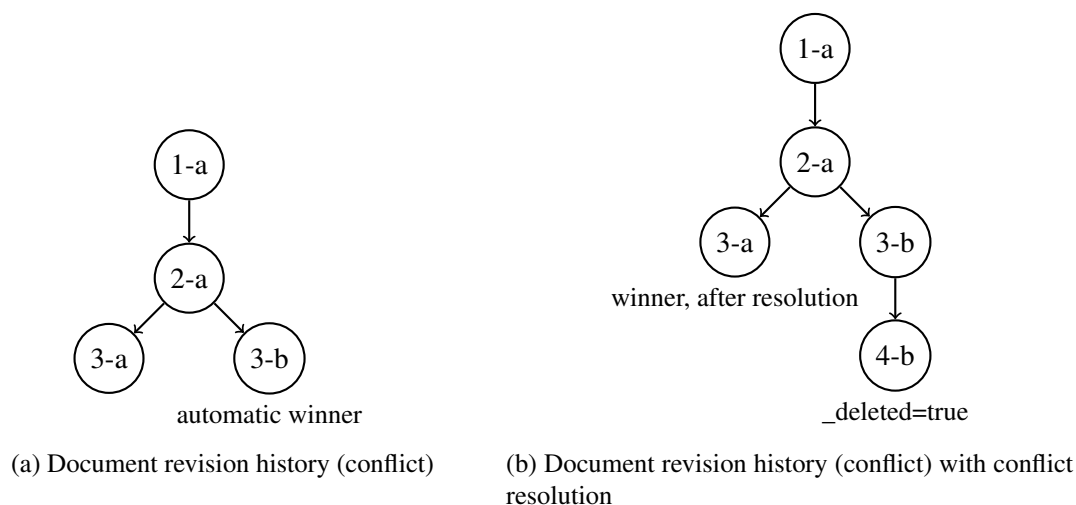 1-a
2-a
3-a
3-b
automatic winner
(a) Document revision history (conflict)
1-a
2-a
3-a
3-b
winner, after resolution
4-b
_deleted=true
(b) Document revision history (conflict) with conflict
resolution